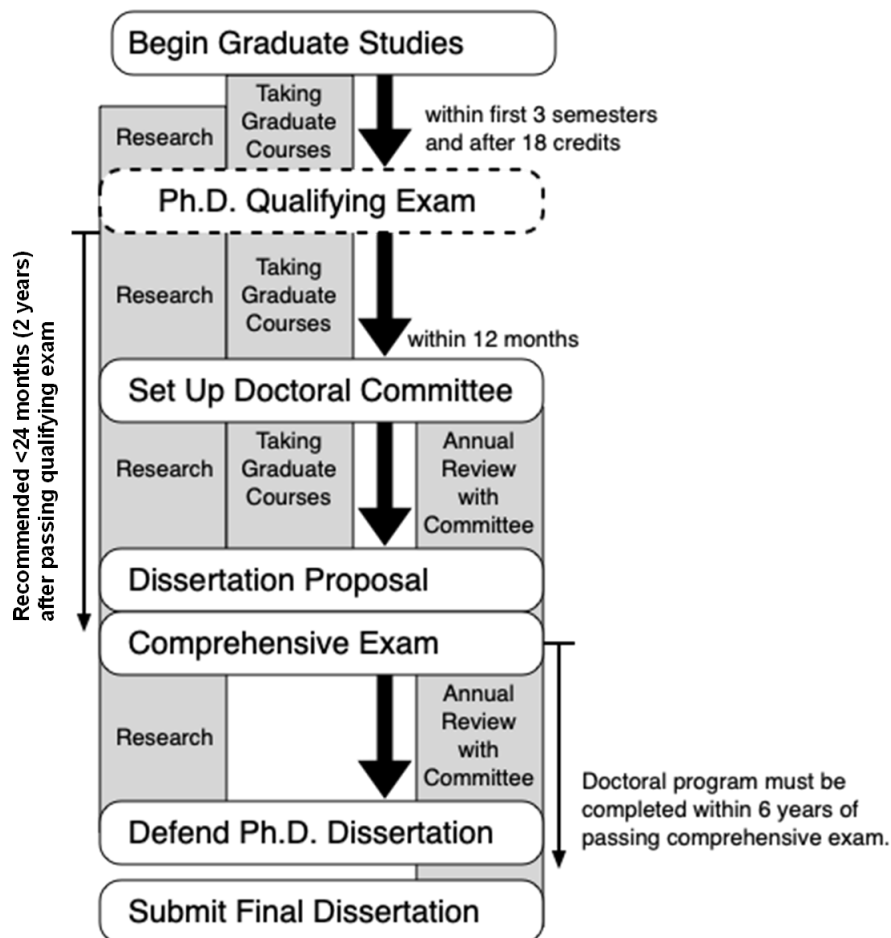 Begin Graduate Studies
Taking
Graduate
Courses
Research
within first 3 semesters
and after 18 credits
Ph.D. Qualifying Exam
Recommended <24 months (2 years)
after passing qualifying exam
Research
Taking
Graduate
Courses
within 12 months
Set Up Doctoral Committee
Research
Taking
Graduate
Courses
Annual
Review
with
Committee
Dissertation Proposal
Comprehensive Exam
Research
Annual
Review
with
Committee
Doctoral program must be
completed within 6 years of
passing comprehensive exam.
Defend Ph.D. Dissertation
Submit Final Dissertation